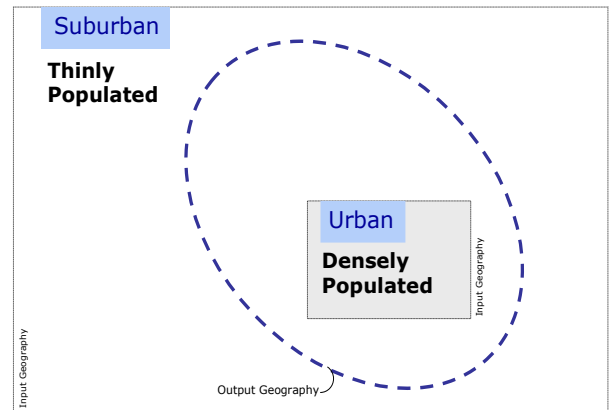 Suburban
Thinly
Populated
Urban
Densely
Populated
Input Geography
Input Geography
Output Geography